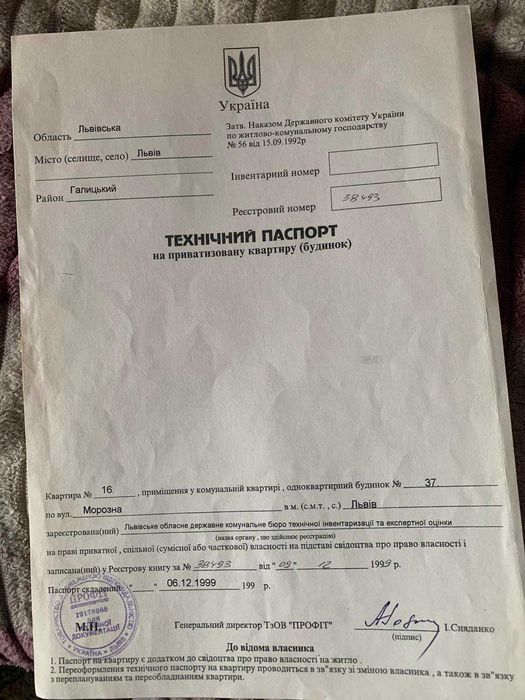 Україна
Область Львівська
Місто (селище, село) Львів
Район Галицький
Затв. Наказом Державного комітету України
по житлово-комунальному господарству
№ 56 від 15.09.1992р
Інвентарний номер
Реєстровий номер 38493
ТЕХНІЧНИЙ ПАСПОРТ
на приватизовану квартиру (будинок)
Квартира № 16. , приміщення у комунальній квартирі , одноквартирний будинок № 37
по вул. Морозна в м. (с.м.т. , с.) Львів
зареєстрована(ний) Львівське обласне державне комунальне бюро технічної інвентаризації та експертної оцінки
(назва органу, що здійснює реєстрацію)
на праві приватної , спільної (сумісної або часткової) власності на підставі свідоцтва про право власності і
записана(ний) у Реєстрову книгу за № 38493 від " 09 " 12 1999 р.
Паспорт складений " " 06.12.1999 199 р.
ПРОФІТ
19178068
ДЛЯ
ДОКУМЕНТАЦІЇ
УКРАЇНА
М.П.
Генеральний директор ТзОВ "ПРОФІТ" І.Сняданко
(підпис)
До відома власника
1. Паспорт на квартиру є додатком до свідоцтва про право власності на житло .
2. Переоформлення технічного паспорту на квартиру проводиться в зв"язку зі зміною власника , а також в зв"язку
з переплануванням та переобладнанням квартири.